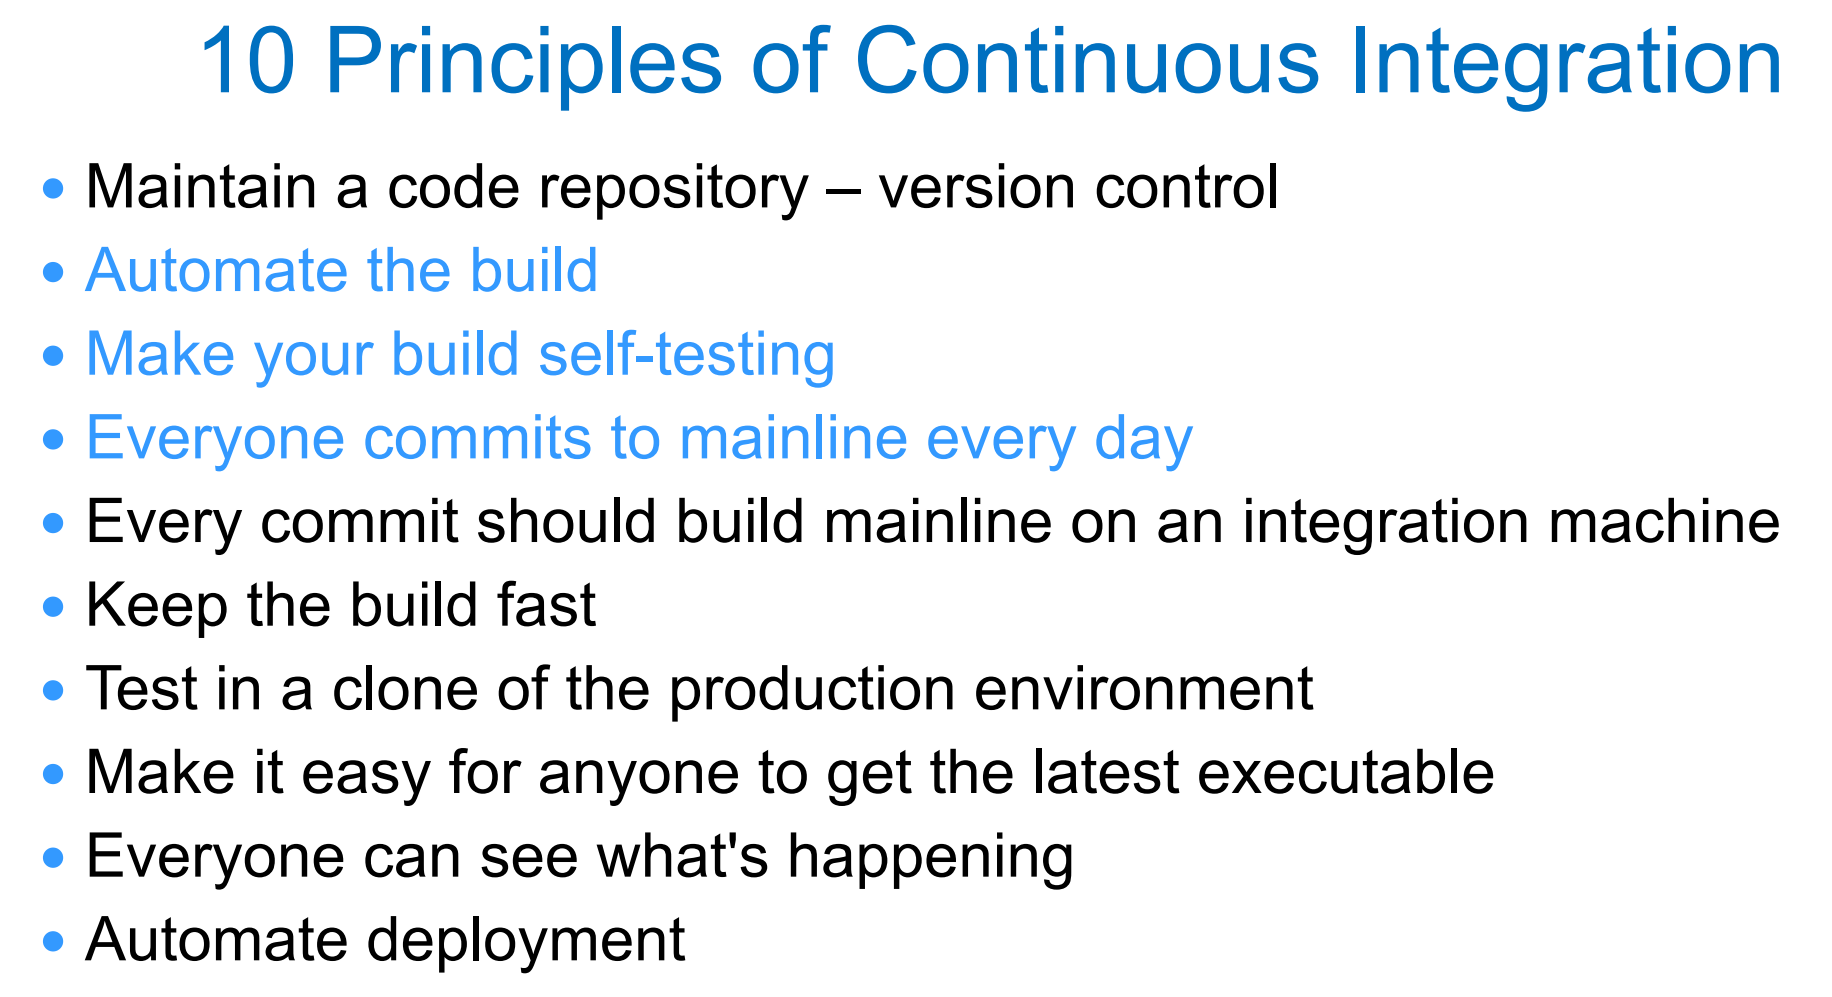 10 Principles of Continuous Integration
• Maintain a code repository – version control
• Automate the build
• Make your build self-testing
• Everyone commits to mainline every day
• Every commit should build mainline on an integration machine
• Keep the build fast
• Test in a clone of the production environment
• Make it easy for anyone to get the latest executable
• Everyone can see what's happening
• Automate deployment